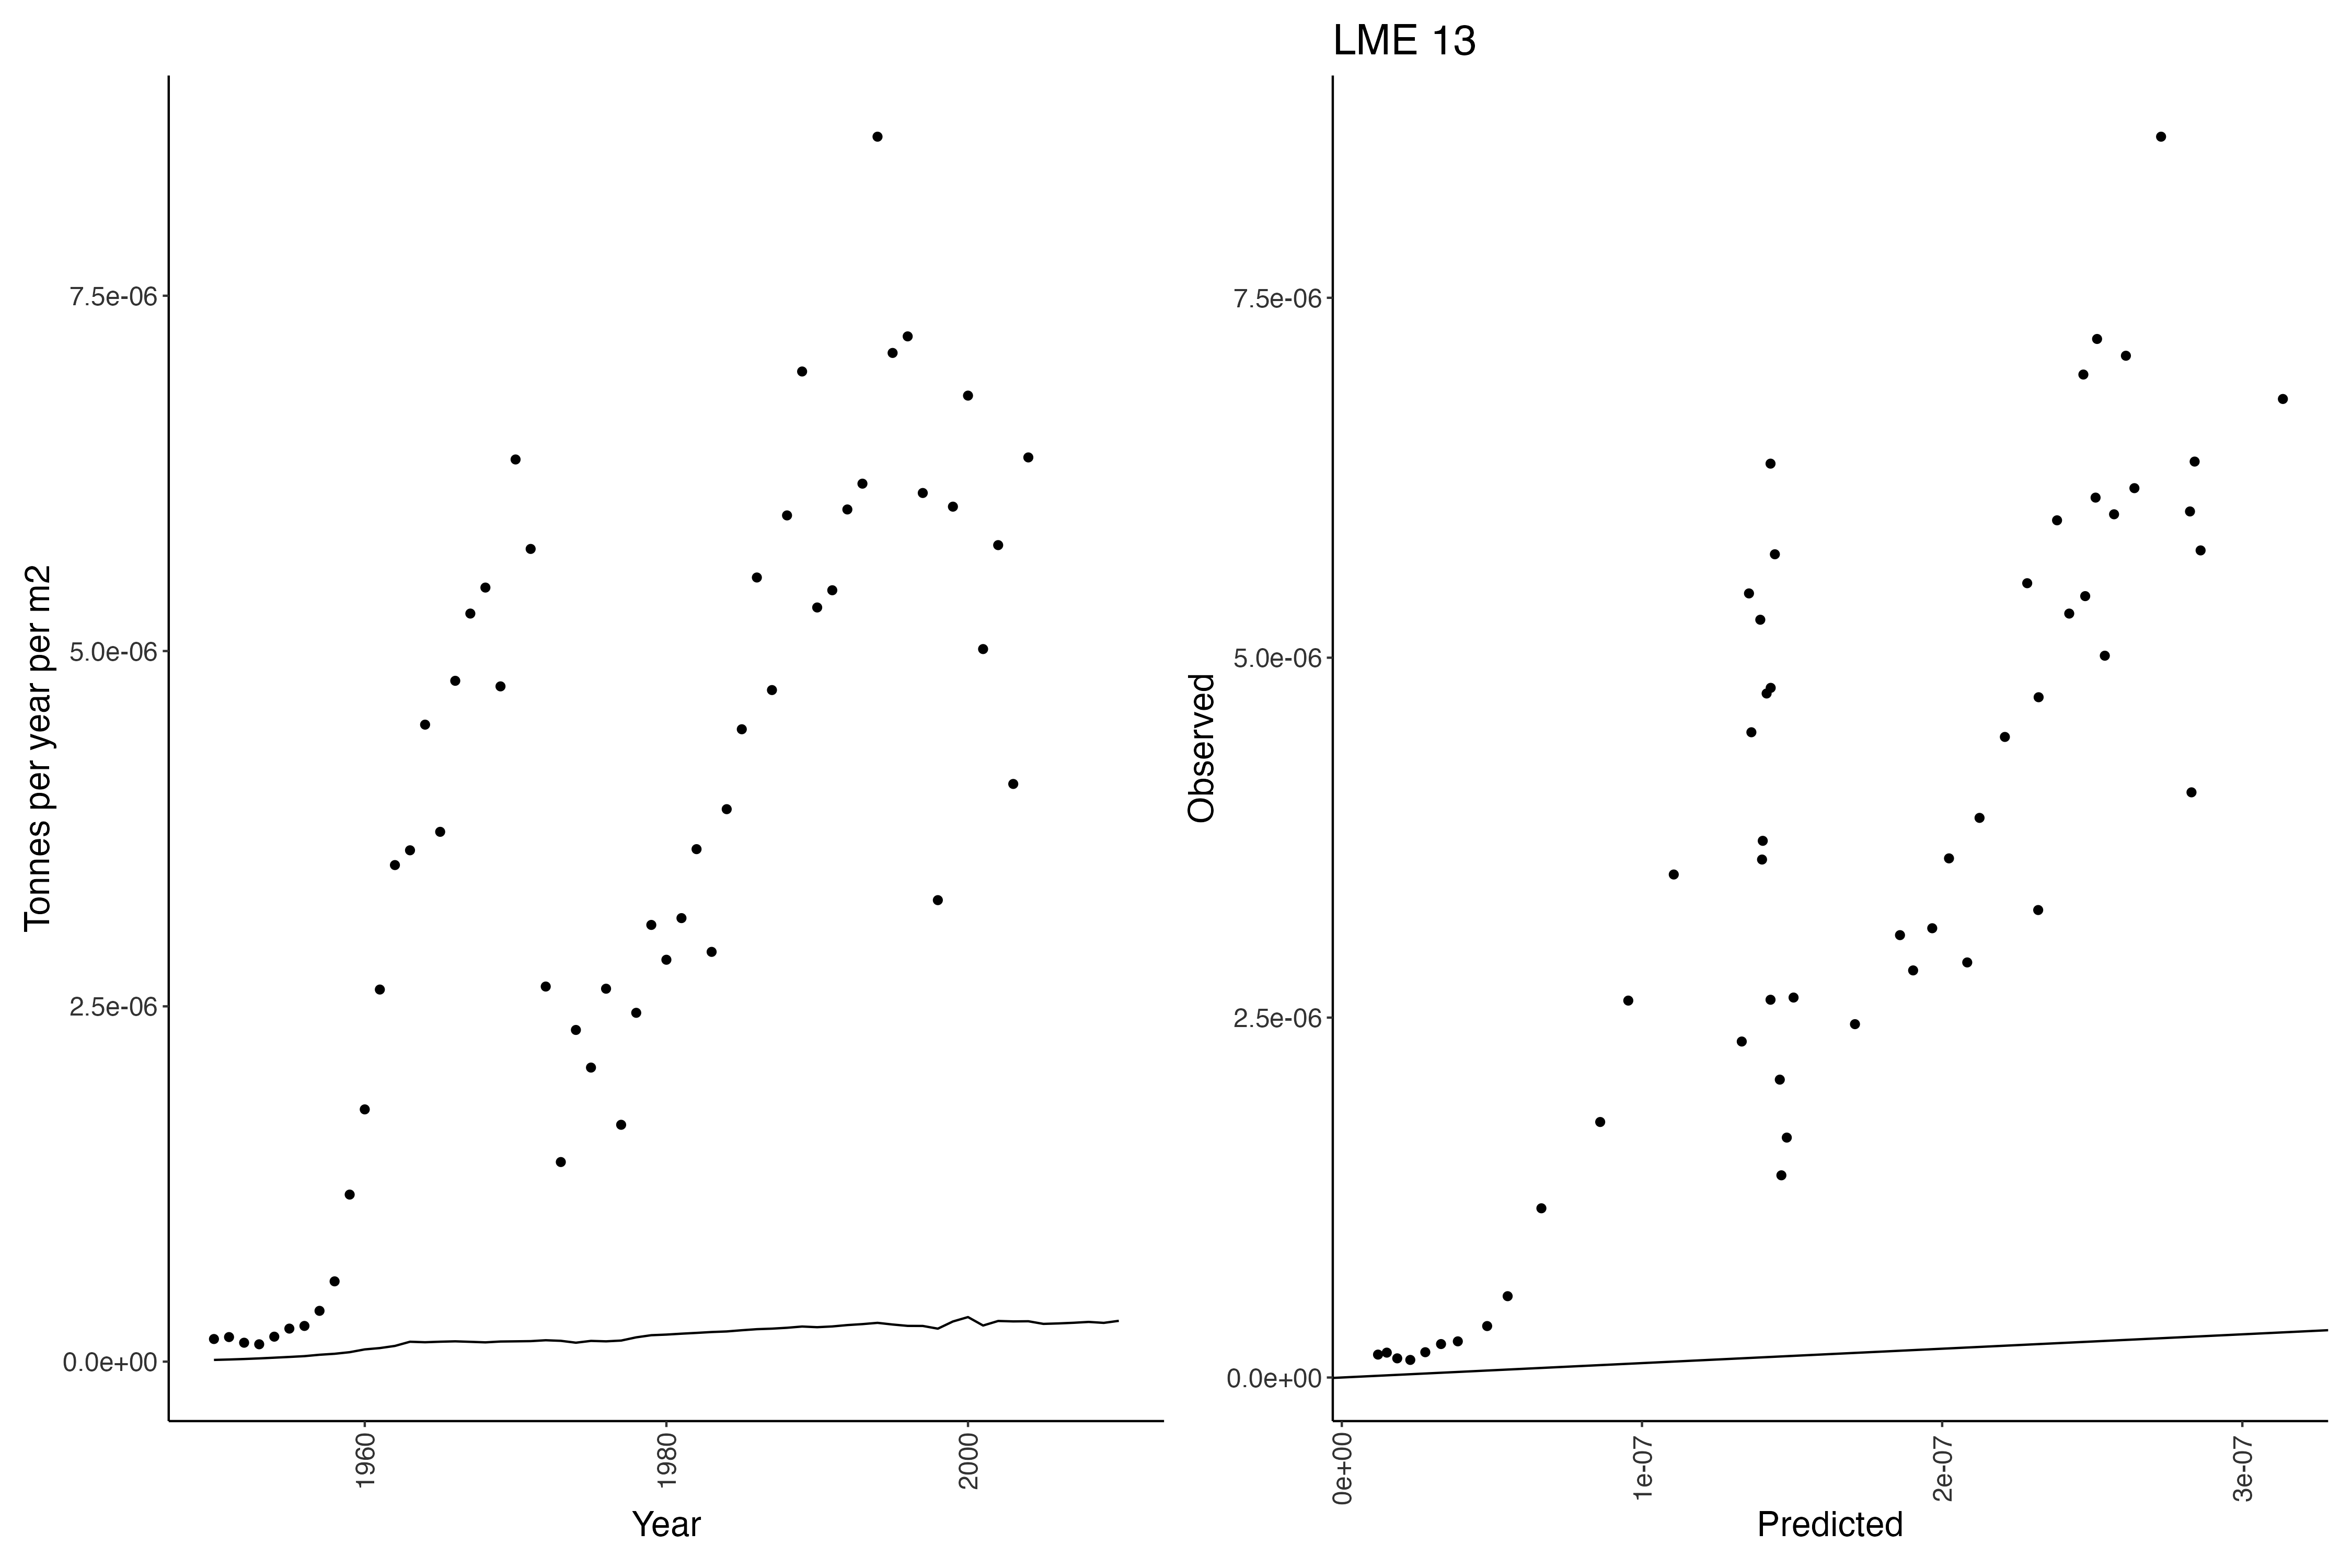 LME 13
Tonnes per year per m2
7.5e-06
5.0e-06
2.5e-06
0.0e+00
1960
1980
2000
Year
Observed
7.5e-06
5.0e-06
2.5e-06
0.0e+00
0e+00
1e-07
2e-07
3e-07
Predicted